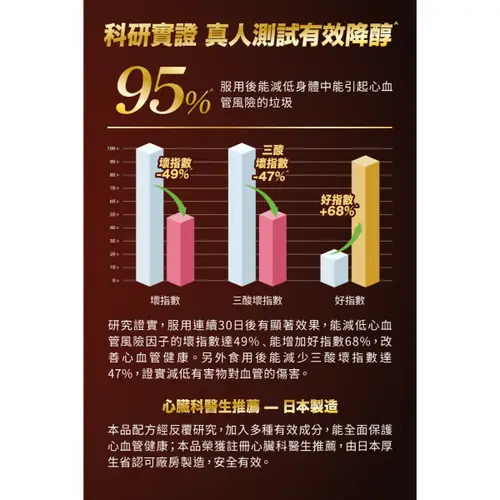 科研實證 真人測試有效降醇^
95%^
服用後能減低身體中能引起心血
管風險的垃圾
100 >
90 >
80 >
70 >
60 >
50 >
40 >
30 >
20 >
10 >
0 >
壞指數
-49%^
三酸
壞指數
-47%^
好指數
+68%^
壞指數
三酸壞指數
好指數
研究證實，服用連續30日後有顯著效果，能減低心血
管風險因子的壞指數達49%、能增加好指數68%，改
善心血管健康。另外食用後能減少三酸壞指數達
47%，證實減低有害物對血管的傷害。
心臟科醫生推薦 — 日本製造
本品配方經反覆研究，加入多種有效成分，能全面保護
心血管健康；本品榮獲註冊心臟科醫生推薦，由日本厚
生省認可廠房製造，安全有效。